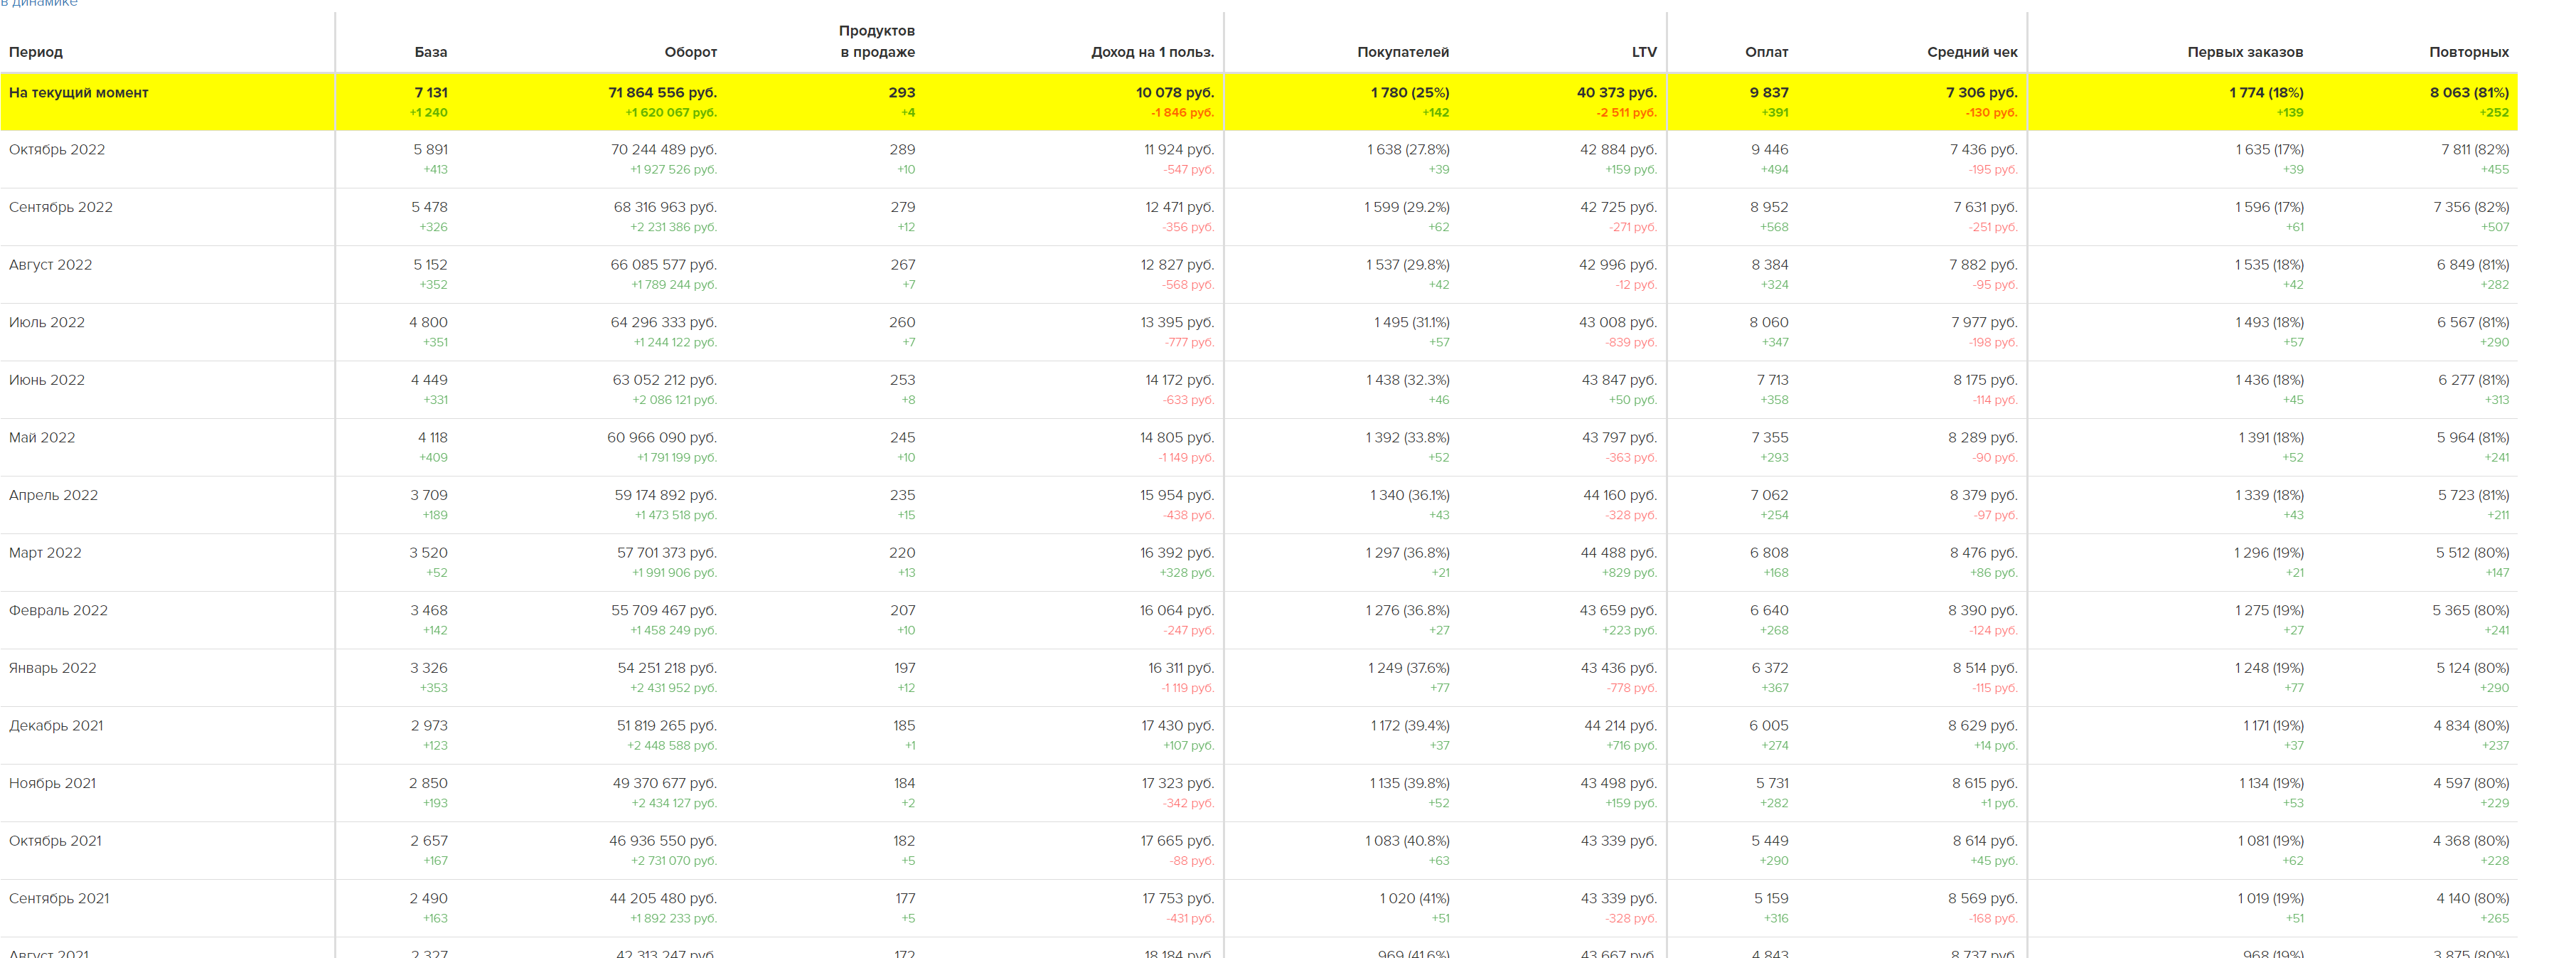 в динамике
Период База Оборот Продуктов в продаже Доход на 1 польз. Покупателей LTV Оплат Средний чек Первых заказов Повторных
На текущий момент 7 131 71 864 556 руб. 293 10 078 руб. 1 780 (25%) 40 373 руб. 9 837 7 306 руб. 1 774 (18%) 8 063 (81%)
+1 240 +1 620 067 руб. +4 -1 846 руб. +142 -2 511 руб. +391 -130 руб. +139 +252
Октябрь 2022 5 891 70 244 489 руб. 289 11 924 руб. 1 638 (27.8%) 42 884 руб. 9 446 7 436 руб. 1 635 (17%) 7 811 (82%)
+413 +1 927 526 руб. +10 -547 руб. +39 +159 руб. +494 -195 руб. +39 +455
Сентябрь 2022 5 478 68 316 963 руб. 279 12 471 руб. 1 599 (29.2%) 42 725 руб. 8 952 7 631 руб. 1 596 (17%) 7 356 (82%)
+326 +2 231 386 руб. +12 -356 руб. +62 -271 руб. +568 -251 руб. +61 +507
Август 2022 5 152 66 085 577 руб. 267 12 827 руб. 1 537 (29.8%) 42 996 руб. 8 384 7 882 руб. 1 535 (18%) 6 849 (81%)
+352 +1 789 244 руб. +7 -568 руб. +42 -12 руб. +324 -95 руб. +42 +282
Июль 2022 4 800 64 296 333 руб. 260 13 395 руб. 1 495 (31.1%) 43 008 руб. 8 060 7 977 руб. 1 493 (18%) 6 567 (81%)
+351 +1 244 122 руб. +7 -777 руб. +57 -839 руб. +347 -198 руб. +57 +290
Июнь 2022 4 449 63 052 212 руб. 253 14 172 руб. 1 438 (32.3%) 43 847 руб. 7 713 8 175 руб. 1 436 (18%) 6 277 (81%)
+331 +2 086 121 руб. +8 -633 руб. +46 +50 руб. +358 -114 руб. +45 +313
Май 2022 4 118 60 966 090 руб. 245 14 805 руб. 1 392 (33.8%) 43 797 руб. 7 355 8 289 руб. 1 391 (18%) 5 964 (81%)
+409 +1 791 199 руб. +10 -1 149 руб. +52 -363 руб. +293 -90 руб. +52 +241
Апрель 2022 3 709 59 174 892 руб. 235 15 954 руб. 1 340 (36.1%) 44 160 руб. 7 062 8 379 руб. 1 339 (18%) 5 723 (81%)
+189 +1 473 518 руб. +15 -438 руб. +43 -328 руб. +254 -97 руб. +43 +211
Март 2022 3 520 57 701 373 руб. 220 16 392 руб. 1 297 (36.8%) 44 488 руб. 6 808 8 476 руб. 1 296 (19%) 5 512 (80%)
+52 +1 991 906 руб. +13 +328 руб. +21 +829 руб. +168 +86 руб. +21 +147
Февраль 2022 3 468 55 709 467 руб. 207 16 064 руб. 1 276 (36.8%) 43 659 руб. 6 640 8 390 руб. 1 275 (19%) 5 365 (80%)
+142 +1 458 249 руб. +10 -247 руб. +27 +223 руб. +268 -124 руб. +27 +241
Январь 2022 3 326 54 251 218 руб. 197 16 311 руб. 1 249 (37.6%) 43 436 руб. 6 372 8 514 руб. 1 248 (19%) 5 124 (80%)
+353 +2 431 952 руб. +12 -1 119 руб. +77 -778 руб. +367 -115 руб. +77 +290
Декабрь 2021 2 973 51 819 265 руб. 185 17 430 руб. 1 172 (39.4%) 44 214 руб. 6 005 8 629 руб. 1 171 (19%) 4 834 (80%)
+123 +2 448 588 руб. +1 +107 руб. +37 +716 руб. +274 +14 руб. +37 +237
Ноябрь 2021 2 850 49 370 677 руб. 184 17 323 руб. 1 135 (39.8%) 43 498 руб. 5 731 8 615 руб. 1 134 (19%) 4 597 (80%)
+193 +2 434 127 руб. +2 -342 руб. +52 +159 руб. +282 +1 руб. +53 +229
Октябрь 2021 2 657 46 936 550 руб. 182 17 665 руб. 1 083 (40.8%) 43 339 руб. 5 449 8 614 руб. 1 081 (19%) 4 368 (80%)
+167 +2 731 070 руб. +5 -88 руб. +63 +290 +45 руб. +62 +228
Сентябрь 2021 2 490 44 205 480 руб. 177 17 753 руб. 1 020 (41%) 43 339 руб. 5 159 8 569 руб. 1 019 (19%) 4 140 (80%)
+163 +1 892 233 руб. +5 -431 руб. +51 -328 руб. +316 -168 руб. +51 +265
Август 2021 2 327 42 313 247 руб. 172 18 184 руб. 969 (41.6%) 43 667 руб. 4 843 8 737 руб. 968 (19%) 3 875 (80%)